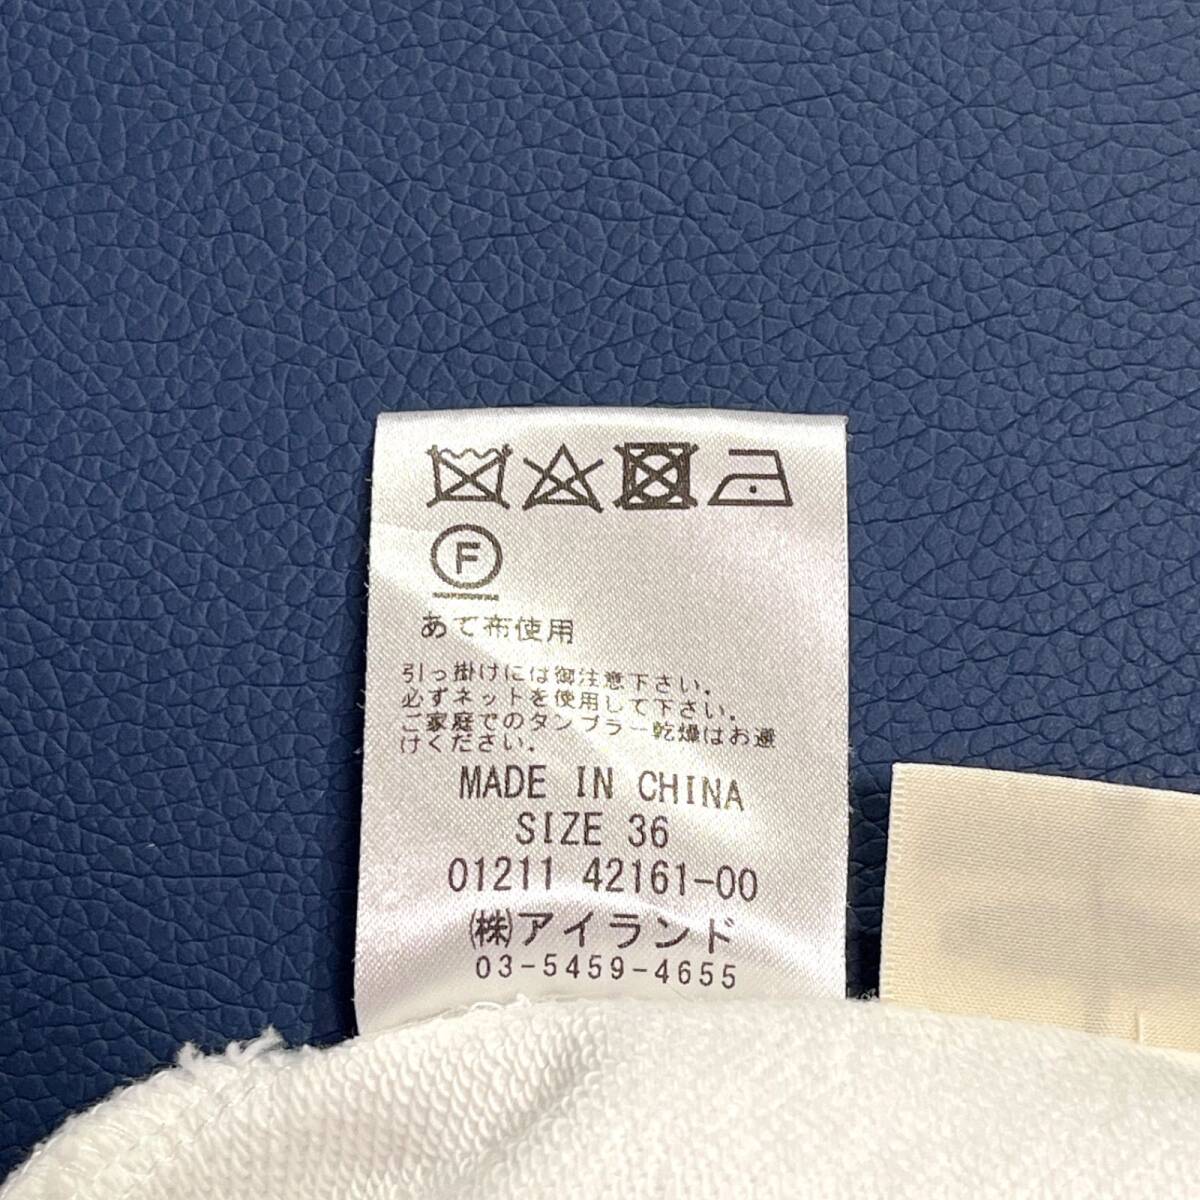 F
あて布使用
引っ掛けには御注意下さい。
必ずネットを使用して下さい。
ご家庭でのタンブラー乾燥はお避
けください。
MADE IN CHINA
SIZE 36
01211 42161-00
㈱アイランド
03-5459-4655